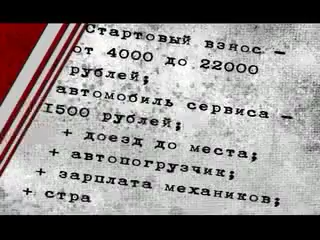 Стартовый взнос –
от 4000 до 22000
рублей;
автомобиль сервиса –
1500 рублей;
+ доезд до места;
+ автопогрузчик;
+ зарплата механиков;
+ стра